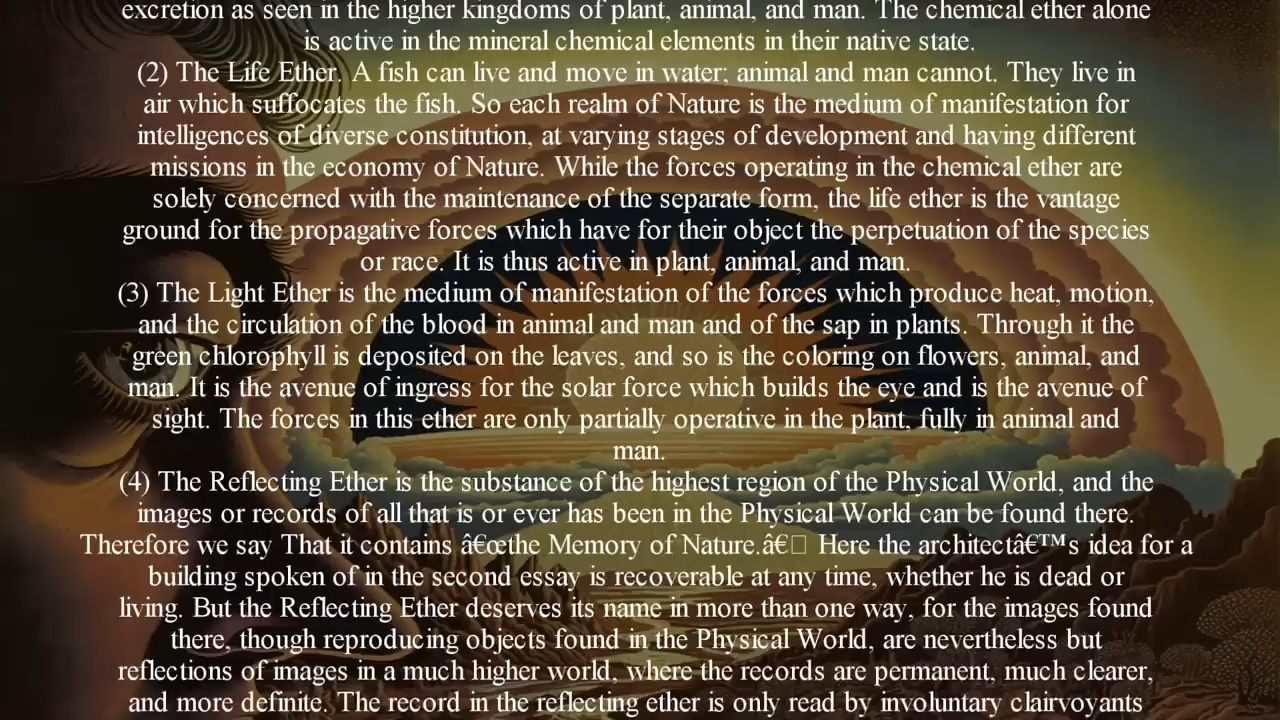 excretion as seen in the higher kingdoms of plant, animal, and man. The chemical ether alone
is active in the mineral chemical elements in their native state.
(2) The Life Ether. A fish can live and move in water; animal and man cannot. They live in
air which suffocates the fish. So each realm of Nature is the medium of manifestation for
intelligences of diverse constitution, at varying stages of development and having different
missions in the economy of Nature. While the forces operating in the chemical ether are
solely concerned with the maintenance of the separate form, the life ether is the vantage
ground for the propagative forces which have for their object the perpetuation of the species
or race. It is thus active in plant, animal, and man.
(3) The Light Ether is the medium of manifestation of the forces which produce heat, motion,
and the circulation of the blood in animal and man and of the sap in plants. Through it the
green chlorophyll is deposited on the leaves, and so is the coloring on flowers, animal, and
man. It is the avenue of ingress for the solar force which builds the eye and is the avenue of
sight. The forces in this ether are only partially operative in the plant, fully in animal and
man.
(4) The Reflecting Ether is the substance of the highest region of the Physical World, and the
images or records of all that is or ever has been in the Physical World can be found there.
Therefore we say That it contains â€œthe Memory of Nature.â€□ Here the architectâ€™s idea for a
building spoken of in the second essay is recoverable at any time, whether he is dead or
living. But the Reflecting Ether deserves its name in more than one way, for the images found
there, though reproducing objects found in the Physical World, are nevertheless but
reflections of images in a much higher world, where the records are permanent, much clearer,
and more definite. The record in the reflecting ether is only read by involuntary clairvoyants